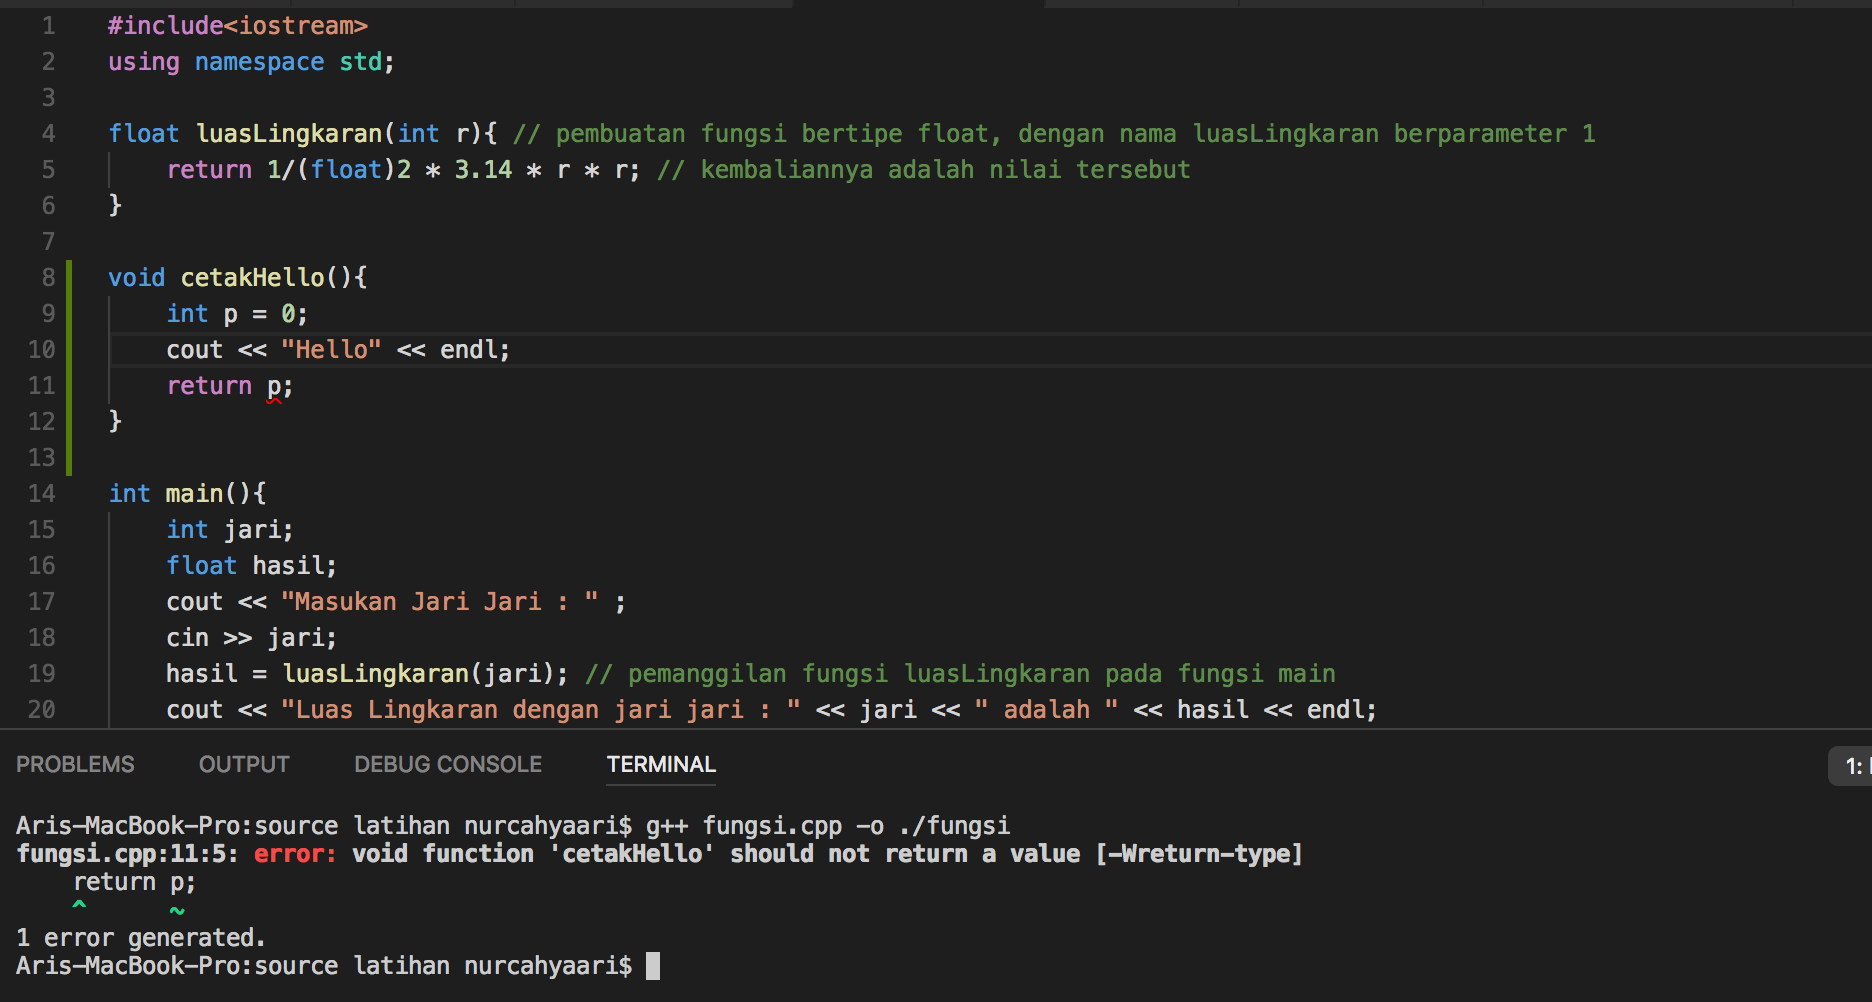 1 #include<iostream>
2 using namespace std;
3
4 float luasLingkaran(int r){ // pembuatan fungsi bertipe float, dengan nama luasLingkaran berparameter 1
5     return 1/(float)2 * 3.14 * r * r; // kembaliannya adalah nilai tersebut
6 }
7
8 void cetakHello(){
9     int p = 0;
10     cout << "Hello" << endl;
11     return p;
12 }
13
14 int main(){
15     int jari;
16     float hasil;
17     cout << "Masukan Jari Jari : " ;
18     cin >> jari;
19     hasil = luasLingkaran(jari); // pemanggilan fungsi luasLingkaran pada fungsi main
20     cout << "Luas Lingkaran dengan jari jari : " << jari << " adalah " << hasil << endl;
PROBLEMS OUTPUT DEBUG CONSOLE TERMINAL 1:
Aris-MacBook-Pro:source latihan nurcahyaari$ g++ fungsi.cpp -o ./fungsi
fungsi.cpp:11:5: error: void function 'cetakHello' should not return a value [-Wreturn-type]
    return p;
    ^      ~
1 error generated.
Aris-MacBook-Pro:source latihan nurcahyaari$